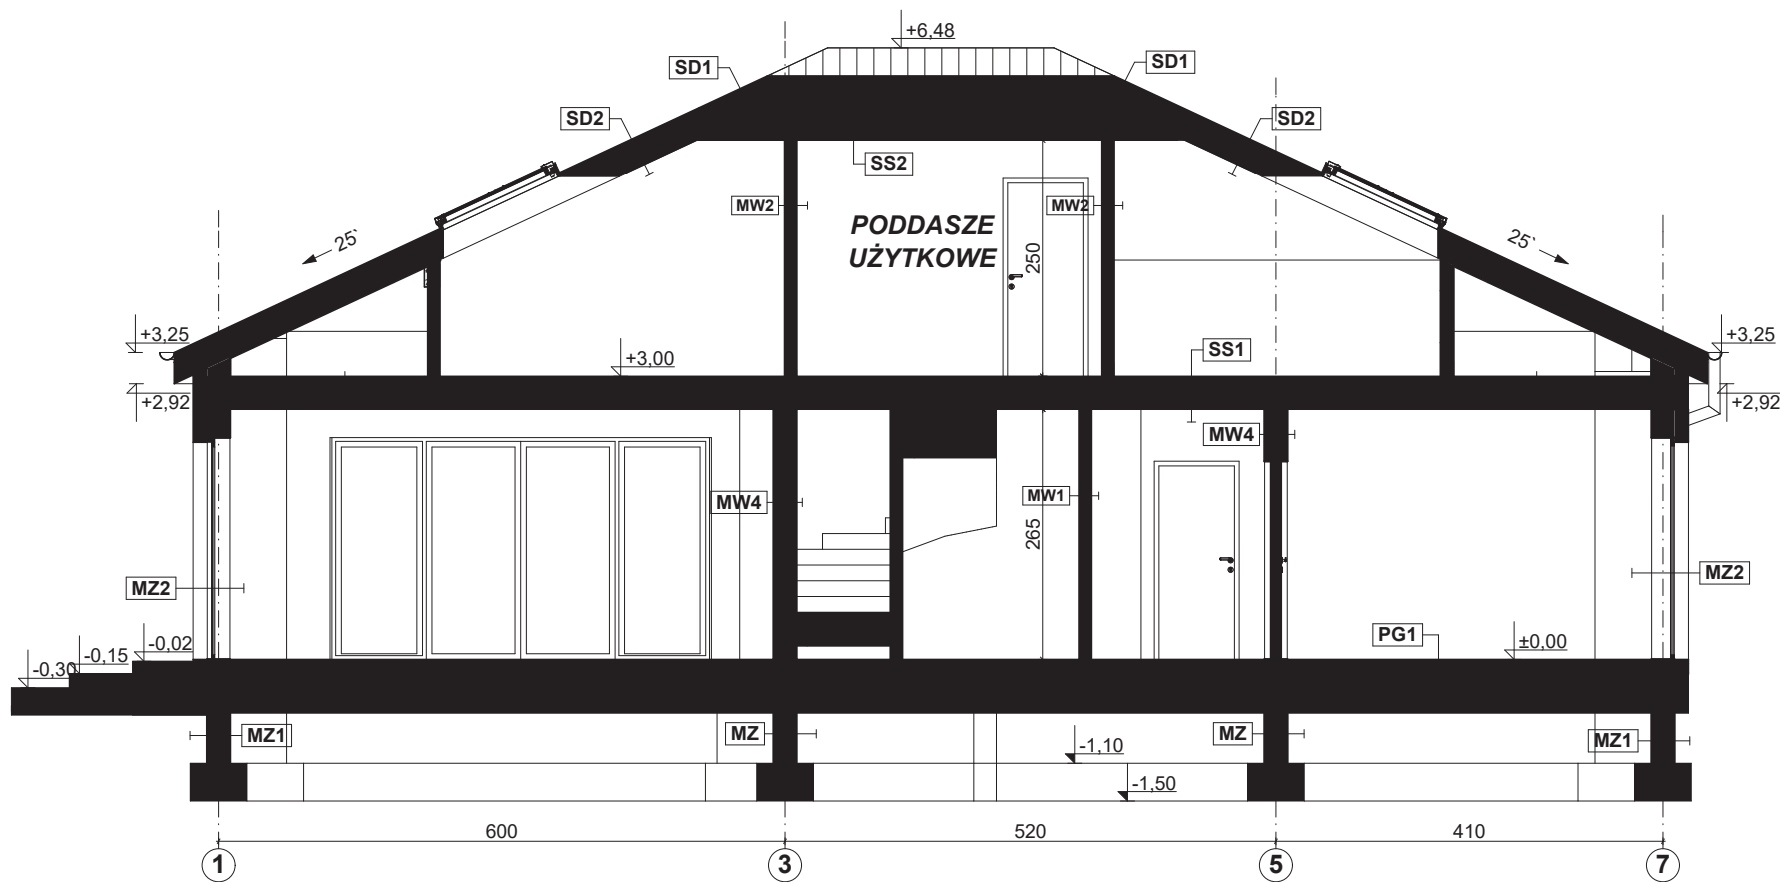 +6,48
SD1
SD1
SD2
SD2
SS2
MW2
MW2
PODDASZE
UŻYTKOWE
250
25`
25`
+3,25
+3,25
+3,00
SS1
+2,92
+2,92
MW4
MW4
MW1
265
MZ2
MZ2
PG1
±0,00
-0,02
-0,15
-0,30
MZ1
MZ
MZ
MZ1
-1,10
-1,50
600
520
410
1
3
5
7